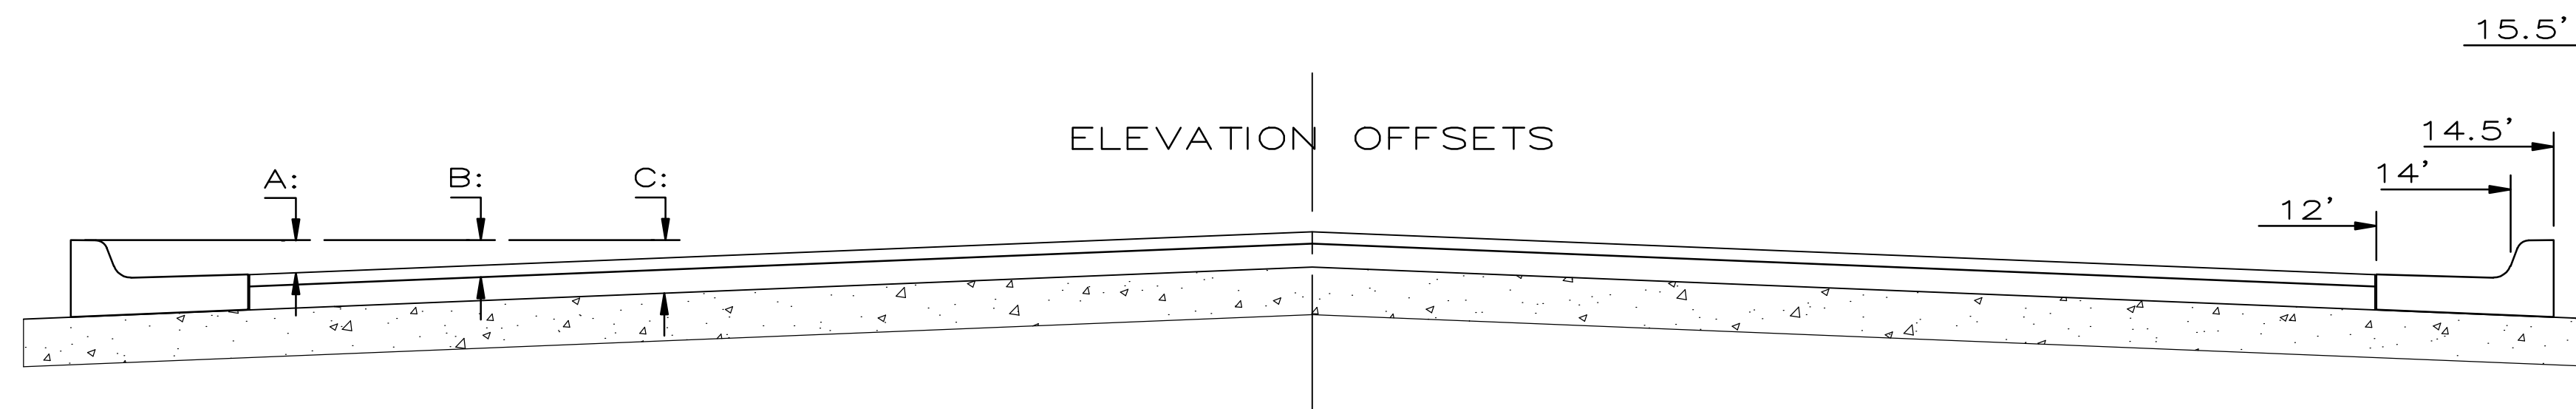 15.5’
ELEVATION OFFSETS
14.5’
14’
A:
B:
C:
12’